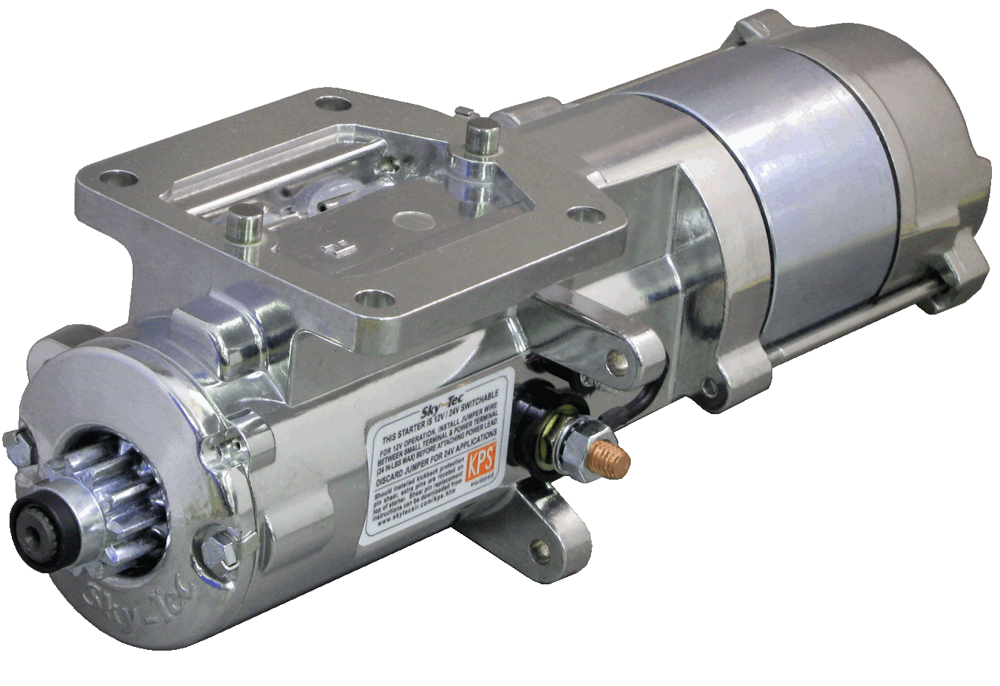 Sky-Tec
THIS STARTER IS 12V / 24V SWITCHABLE
FOR 12V OPERATION, INSTALL JUMPER WIRE
BETWEEN SMALL TERMINAL & POWER TERMINAL
(24 IN-LBS MAX) BEFORE ATTACHING POWER LEAD.
DISCARD JUMPER FOR 24V APPLICATIONS
Should installed kickback protection
pin shear, extra pins are located on
top of starter. Shear pin replacement
instructions can be downloaded from
www.skytecair.com/kps.htm
KPS
equipped
Sky-Tec